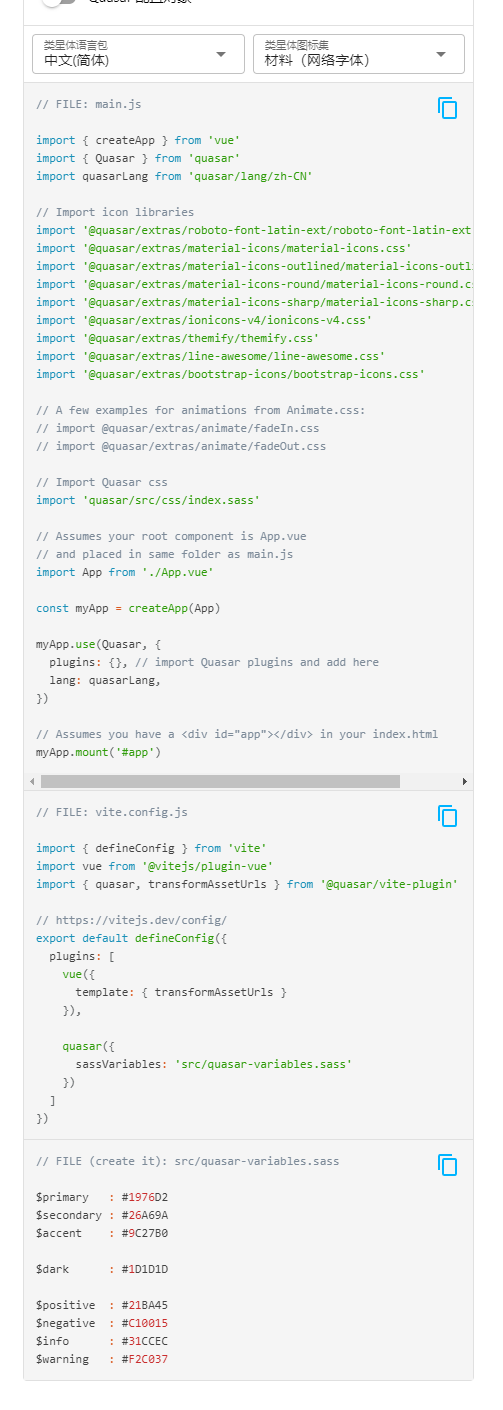 Quasar 配置对象
类星体语言包
中文(简体)
类星体图标集
材料（网络字体）
// FILE: main.js
import { createApp } from 'vue'
import { Quasar } from 'quasar'
import quasarLang from 'quasar/lang/zh-CN'
// Import icon libraries
import '@quasar/extras/roboto-font-latin-ext/roboto-font-latin-ext
import '@quasar/extras/material-icons/material-icons.css'
import '@quasar/extras/material-icons-outlined/material-icons-outli
import '@quasar/extras/material-icons-round/material-icons-round.cs
import '@quasar/extras/material-icons-sharp/material-icons-sharp.cs
import '@quasar/extras/ionicons-v4/ionicons-v4.css'
import '@quasar/extras/themify/themify.css'
import '@quasar/extras/line-awesome/line-awesome.css'
import '@quasar/extras/bootstrap-icons/bootstrap-icons.css'
// A few examples for animations from Animate.css:
// import @quasar/extras/animate/fadeIn.css
// import @quasar/extras/animate/fadeOut.css
// Import Quasar css
import 'quasar/src/css/index.sass'
// Assumes your root component is App.vue
// and placed in same folder as main.js
import App from './App.vue'
const myApp = createApp(App)
myApp.use(Quasar, {
  plugins: {}, // import Quasar plugins and add here
  lang: quasarLang,
})
// Assumes you have a <div id="app"></div> in your index.html
myApp.mount('#app')
// FILE: vite.config.js
import { defineConfig } from 'vite'
import vue from '@vitejs/plugin-vue'
import { quasar, transformAssetUrls } from '@quasar/vite-plugin'
// https://vitejs.dev/config/
export default defineConfig({
  plugins: [
    vue({
      template: { transformAssetUrls }
    }),
    quasar({
      sassVariables: 'src/quasar-variables.sass'
    })
  ]
})
// FILE (create it): src/quasar-variables.sass
$primary   : #1976D2
$secondary : #26A69A
$accent    : #9C27B0
$dark      : #1D1D1D
$positive  : #21BA45
$negative  : #C10015
$info      : #31CCEC
$warning   : #F2C037